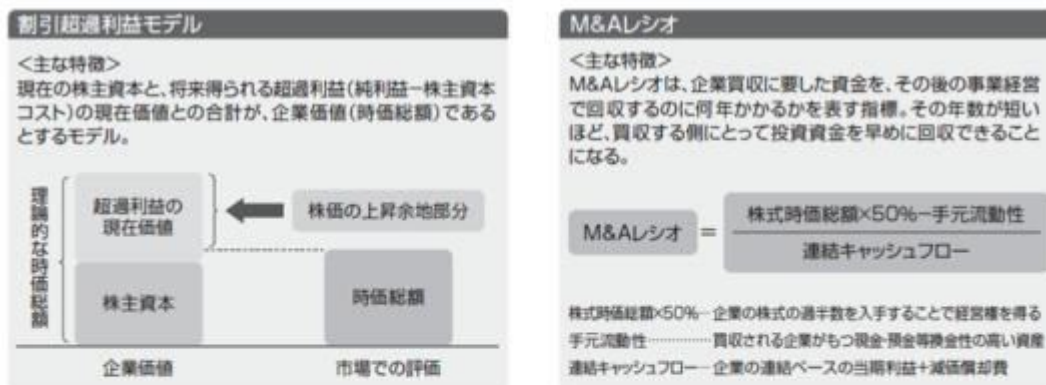 割引超過利益モデル
<主な特徴>
現在の株主資本と、将来得られる超過利益(純利益-株主資本
コスト)の現在価値との合計が、企業価値(時価総額)である
とするモデル。
理論的な時価総額
超過利益の
現在価値
株価の上昇余地部分
株主資本
時価総額
企業価値
市場での評価
M&Aレシオ
<主な特徴>
M&Aレシオは、企業買収に要した資金を、その後の事業経営
で回収するのに何年かかるかを表す指標。その年数が短い
ほど、買収する側にとって投資資金を早めに回収できること
になる。
M&Aレシオ
=
株式時価総額×50%-手元流動性
連結キャッシュフロー
株式時価総額×50%…企業の株式の過半数を入手することで経営権を得る
手元流動性…………買収される企業がもつ現金・預金等換金性の高い資産
連結キャッシュフロー…企業の連結ベースの当期利益+減価償却費